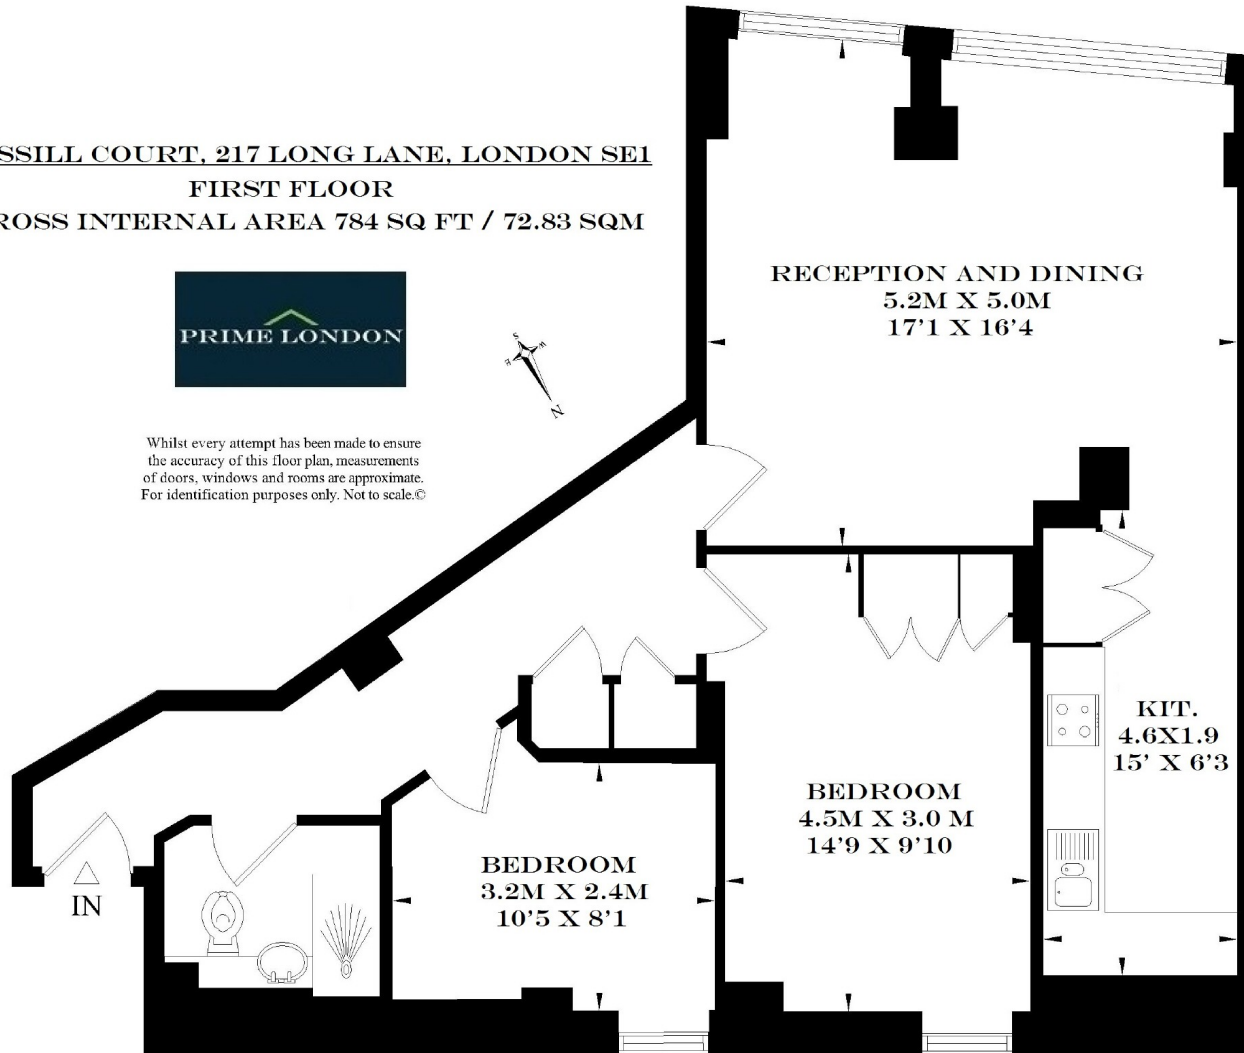 SSILL COURT, 217 LONG LANE, LONDON SE1
FIRST FLOOR
ROSS INTERNAL AREA 784 SQ FT / 72.83 SQM
PRIME LONDON
S
W
E
N
Whilst every attempt has been made to ensure
the accuracy of this floor plan, measurements
of doors, windows and rooms are approximate.
For identification purposes only. Not to scale.©
RECEPTION AND DINING
5.2M X 5.0M
17'1 X 16'4
KIT.
4.6X1.9
15' X 6'3
BEDROOM
4.5M X 3.0 M
14'9 X 9'10
BEDROOM
3.2M X 2.4M
10'5 X 8'1
IN